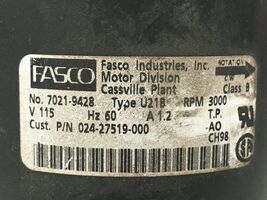 FASCO
Fasco Industries, Inc.
Motor Division
Cassville Plant
ROTATION
CW
No. 7021-9428 Type U21B RPM 3000 Class B
V 115 Hz 60 A 1.2 T.P.
Cust. P/N 024-27519-000 AO
CH98